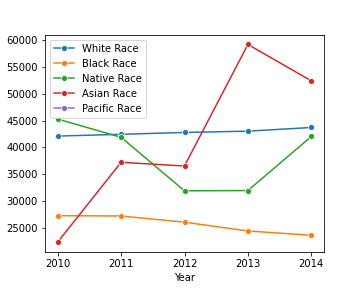 60000
55000
50000
45000
40000
35000
30000
25000
White Race
Black Race
Native Race
Asian Race
Pacific Race
2010 2011 2012 2013 2014
Year